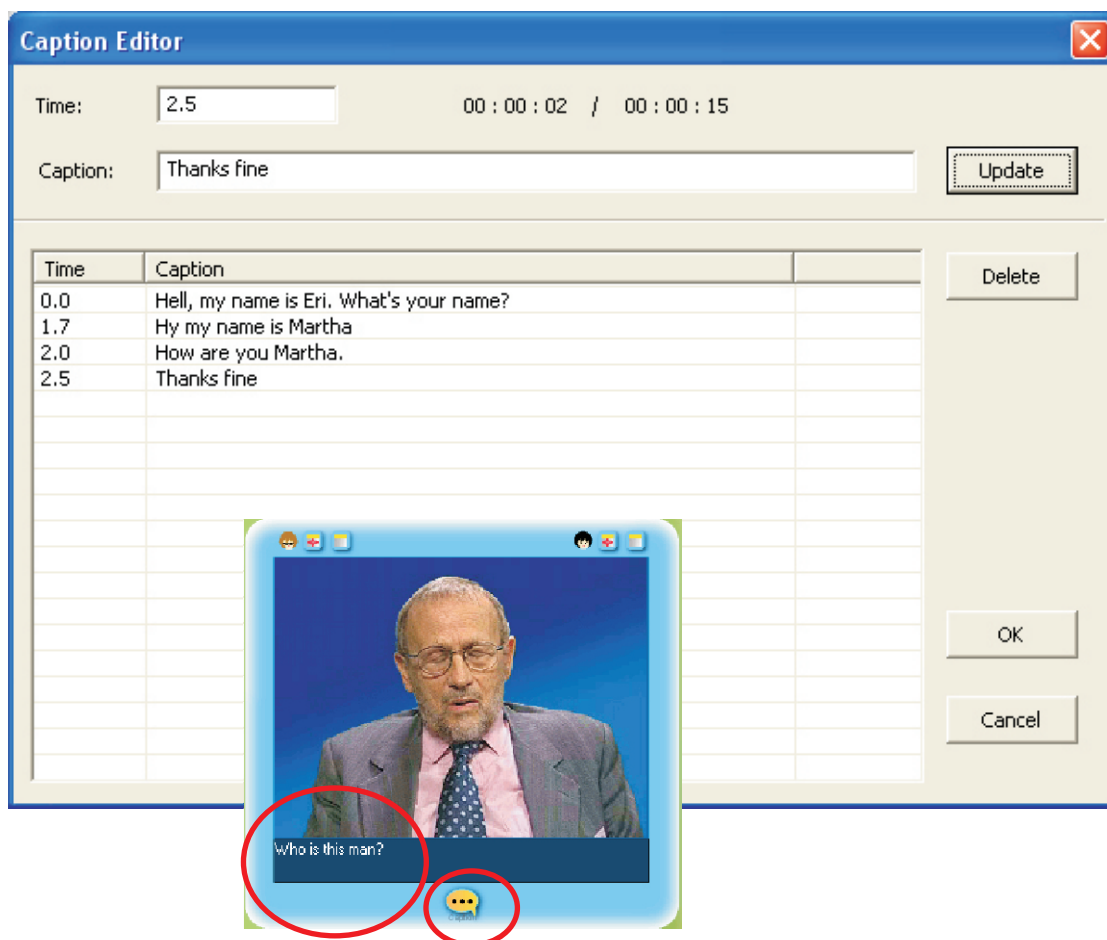 Caption Editor
Time: 2.5 00 : 00 : 02 / 00 : 00 : 15
Caption: Thanks fine Update
Time Caption Delete
0.0 Hell, my name is Eri. What's your name?
1.7 Hy my name is Martha
2.0 How are you Martha.
2.5 Thanks fine
OK
Cancel
Who is this man?
Caption